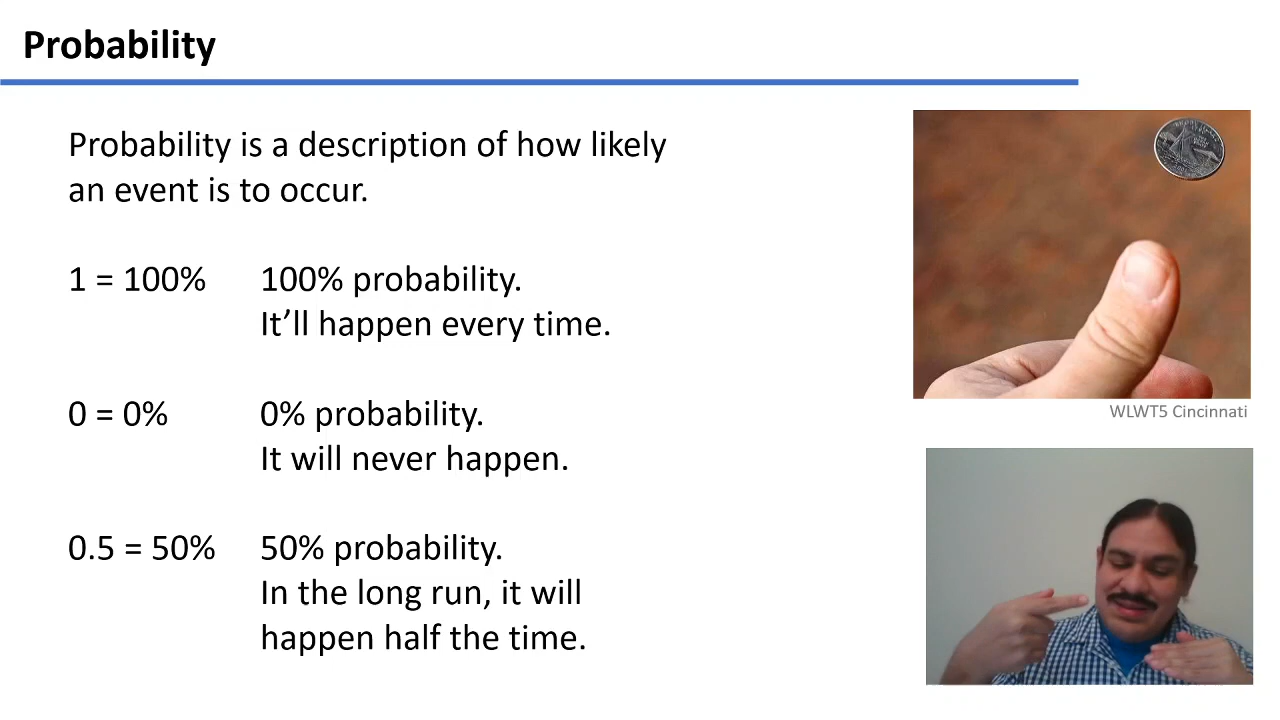 Probability
Probability is a description of how likely
an event is to occur.
1 = 100% 100% probability.
It’ll happen every time.
0 = 0% 0% probability.
It will never happen.
0.5 = 50% 50% probability.
In the long run, it will
happen half the time.
WLWT5 Cincinnati